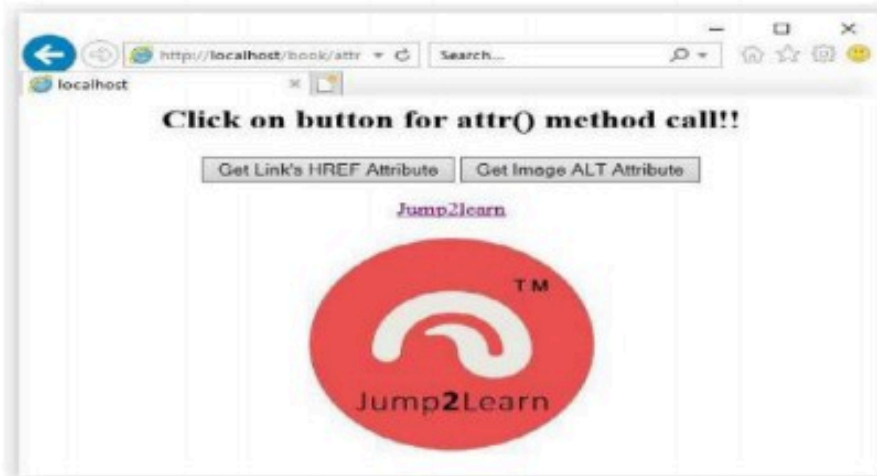 http://localhost/book/attr
Search...
localhost
Click on button for attr() method call!!
Get Link's HREF Attribute Get Image ALT Attribute
Jump2learn
TM
Jump2Learn